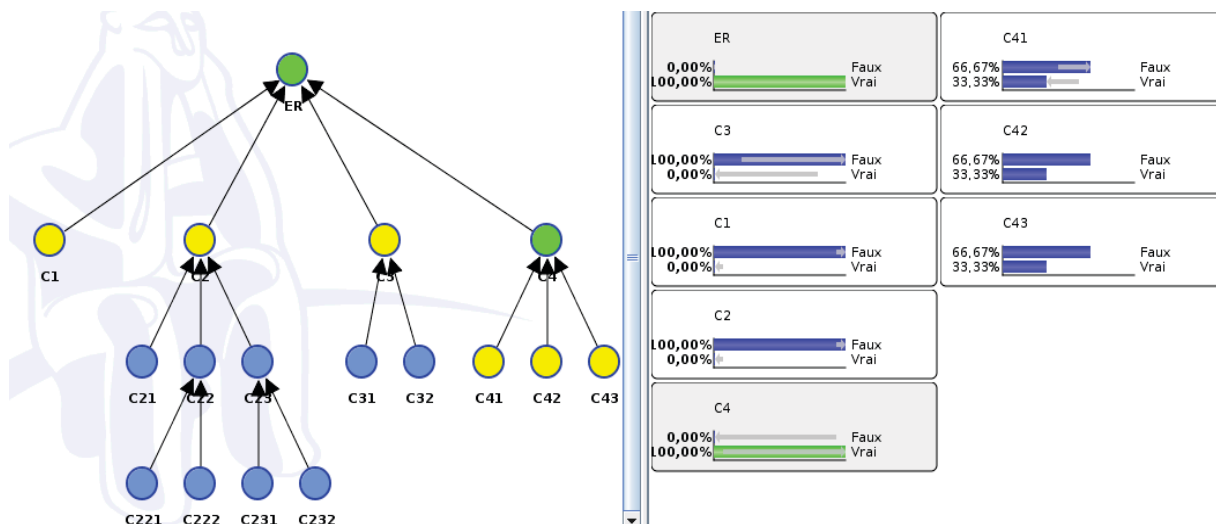 ER
C1
C2
C3
C4
C21
C22
C23
C31
C32
C41
C42
C43
C221
C222
C231
C232
ER
0,00% Faux
100,00% Vrai
C3
100,00% Faux
0,00% Vrai
C1
100,00% Faux
0,00% Vrai
C2
100,00% Faux
0,00% Vrai
C4
0,00% Faux
100,00% Vrai
C41
66,67% Faux
33,33% Vrai
C42
66,67% Faux
33,33% Vrai
C43
66,67% Faux
33,33% Vrai